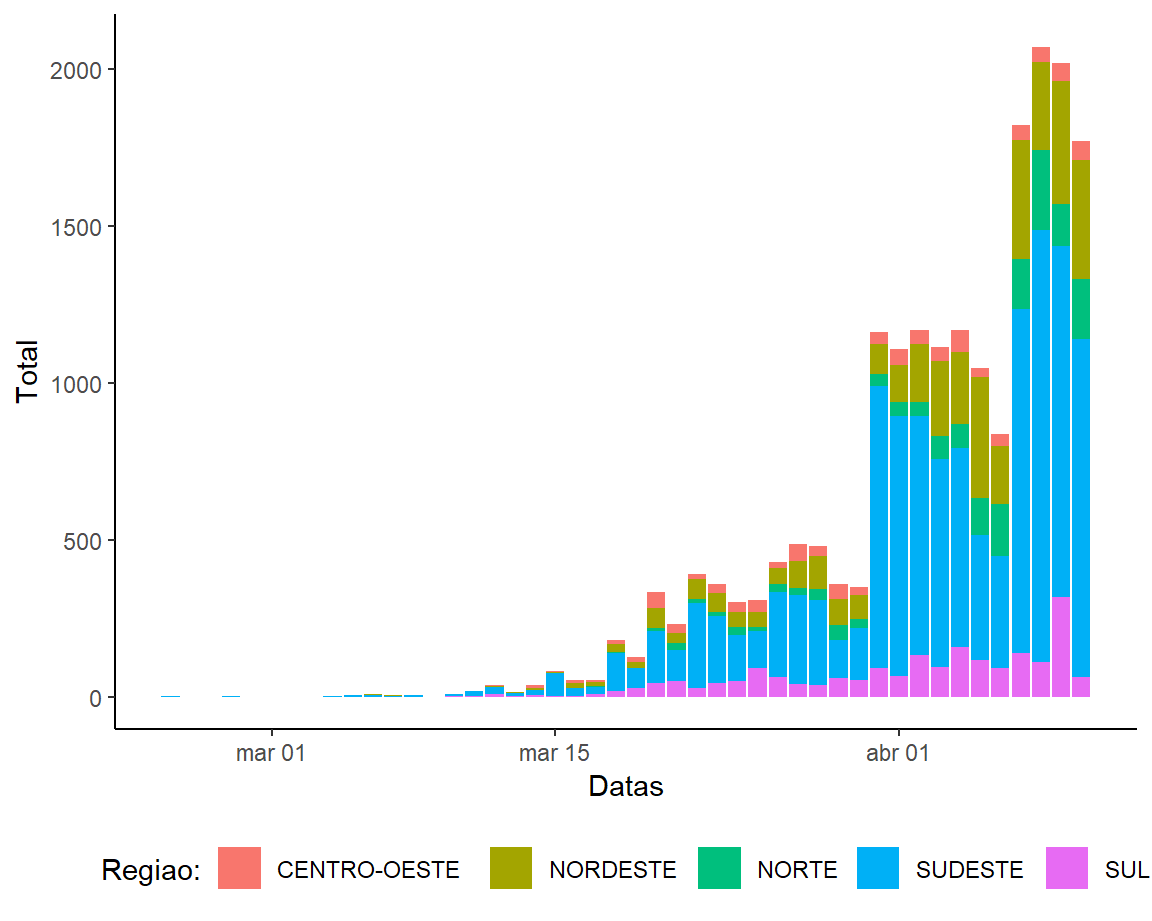 2000
1500
1000
500
0
Total
mar 01 mar 15 abr 01
Datas
Regiao: CENTRO-OESTE NORDESTE NORTE SUDESTE SUL